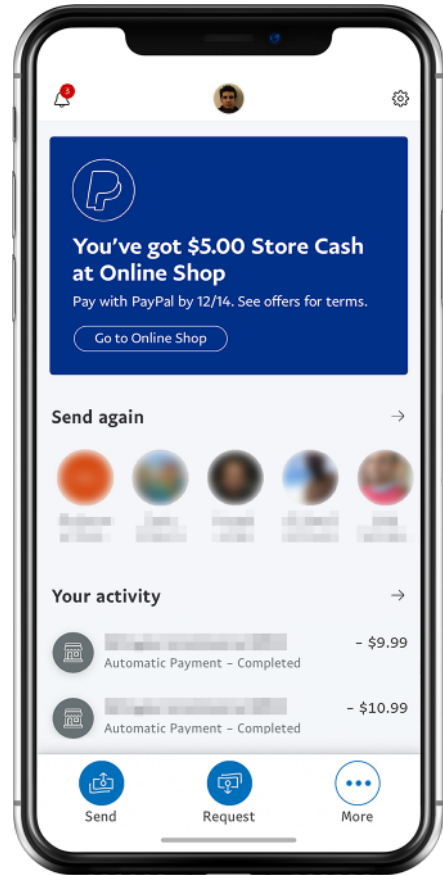 3
You've got $5.00 Store Cash
at Online Shop
Pay with PayPal by 12/14. See offers for terms.
Go to Online Shop
Send again
Your activity
- $9.99
Automatic Payment – Completed
- $10.99
Automatic Payment – Completed
Send
Request
More